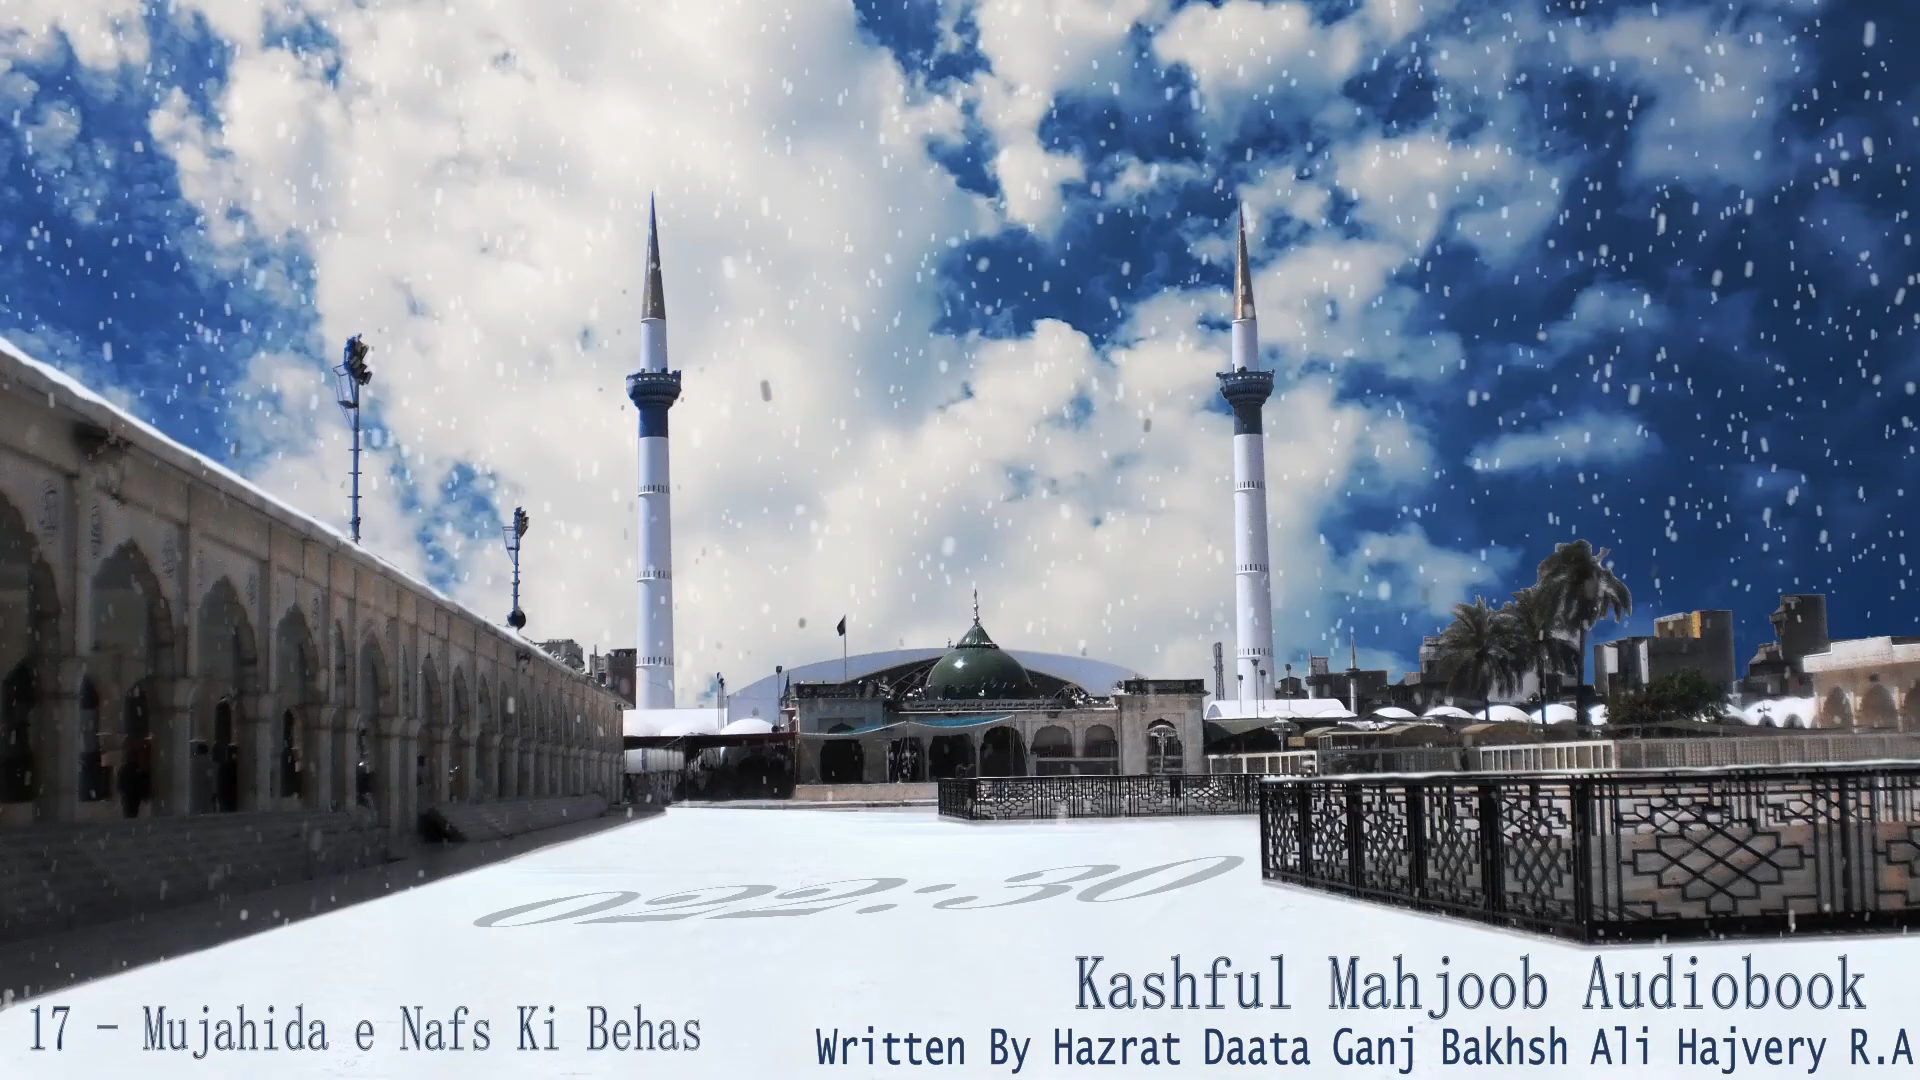 022:30
Kashful Mahjoob Audiobook
17 - Mujahida e Nafs Ki Behas
Written By Hazrat Daata Ganj Bakhsh Ali Hajvery R.A